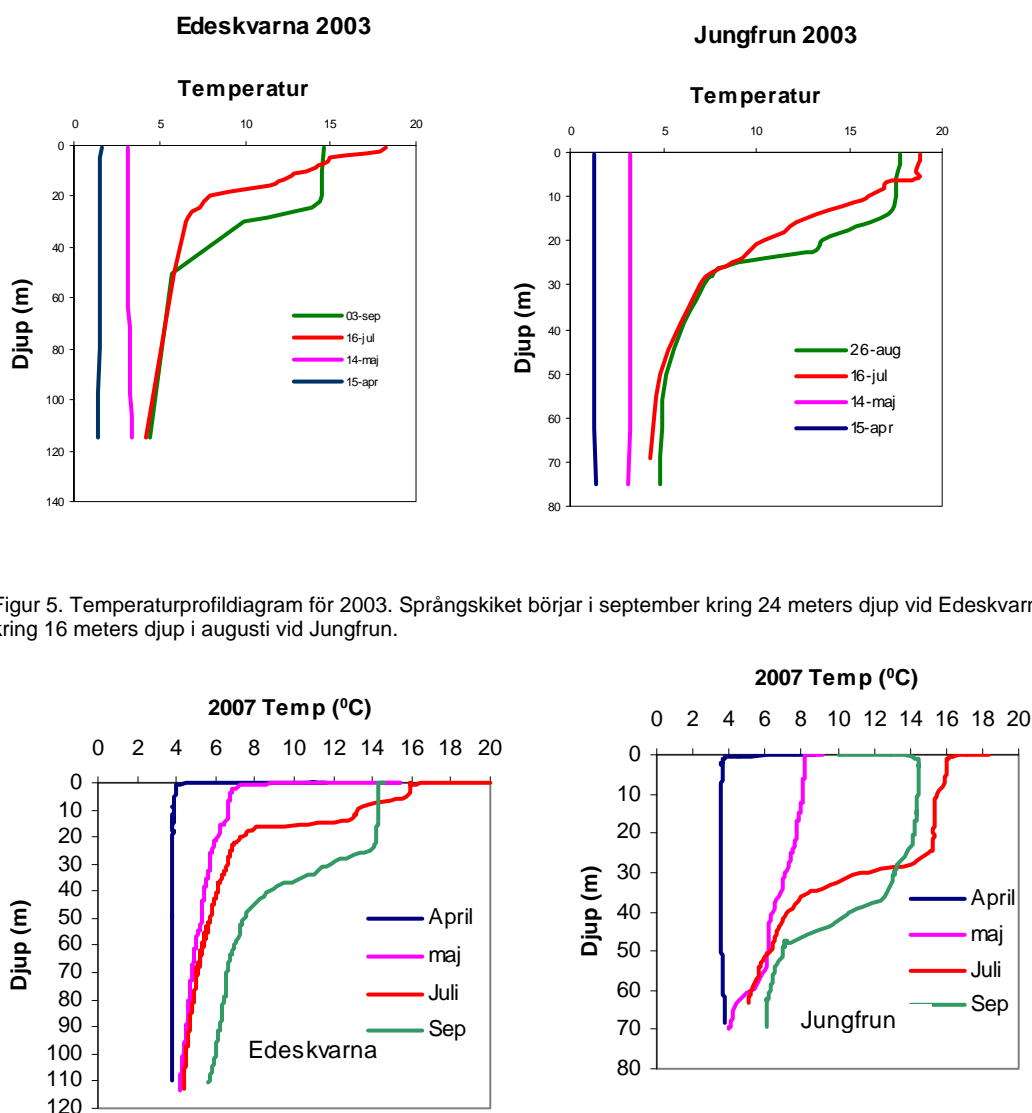 Edeskvarna 2003
Temperatur
0 5 10 15 20
Djup (m)
0
20
40
60
80
100
120
140
03-sep
16-jul
14-maj
15-apr
Jungfrun 2003
Temperatur
0 5 10 15 20
Djup (m)
0
10
20
30
40
50
60
70
80
26-aug
16-jul
14-maj
15-apr
Figur 5. Temperaturprofildiagram för 2003. Språngskiket börjar i september kring 24 meters djup vid Edeskvarn
kring 16 meters djup i augusti vid Jungfrun.
2007 Temp (⁰C)
0 2 4 6 8 10 12 14 16 18 20
Djup (m)
0
10
20
30
40
50
60
70
80
90
100
110
120
April
maj
Juli
Sep
Edeskvarna
2007 Temp (⁰C)
0 2 4 6 8 10 12 14 16 18 20
Djup (m)
0
10
20
30
40
50
60
70
80
April
maj
Juli
Sep
Jungfrun